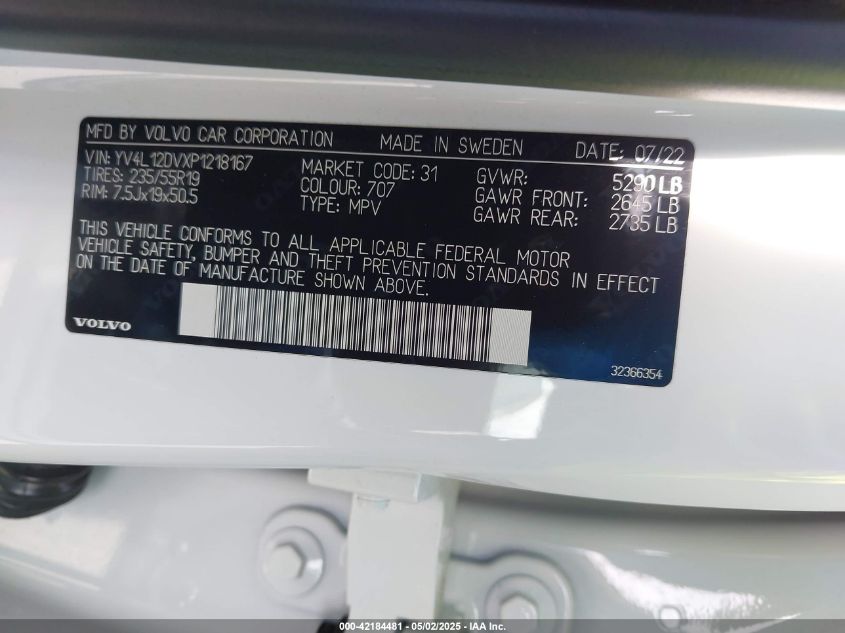 MFD BY VOLVO CAR CORPORATION MADE IN SWEDEN DATE: 07/22
VIN: YV4L12DVXP1218167 MARKET CODE: 31 GVWR: 5290 LB
TIRES: 235/55R19 COLOUR: 707 GAWR FRONT: 2645 LB
RIM: 7.5Jx19x50.5 TYPE: MPV GAWR REAR: 2735 LB
THIS VEHICLE CONFORMS TO ALL APPLICABLE FEDERAL MOTOR
VEHICLE SAFETY, BUMPER AND THEFT PREVENTION STANDARDS IN EFFECT
ON THE DATE OF MANUFACTURE SHOWN ABOVE.
VOLVO
32366354
000-42184481 - 05/02/2025 - IAA Inc.